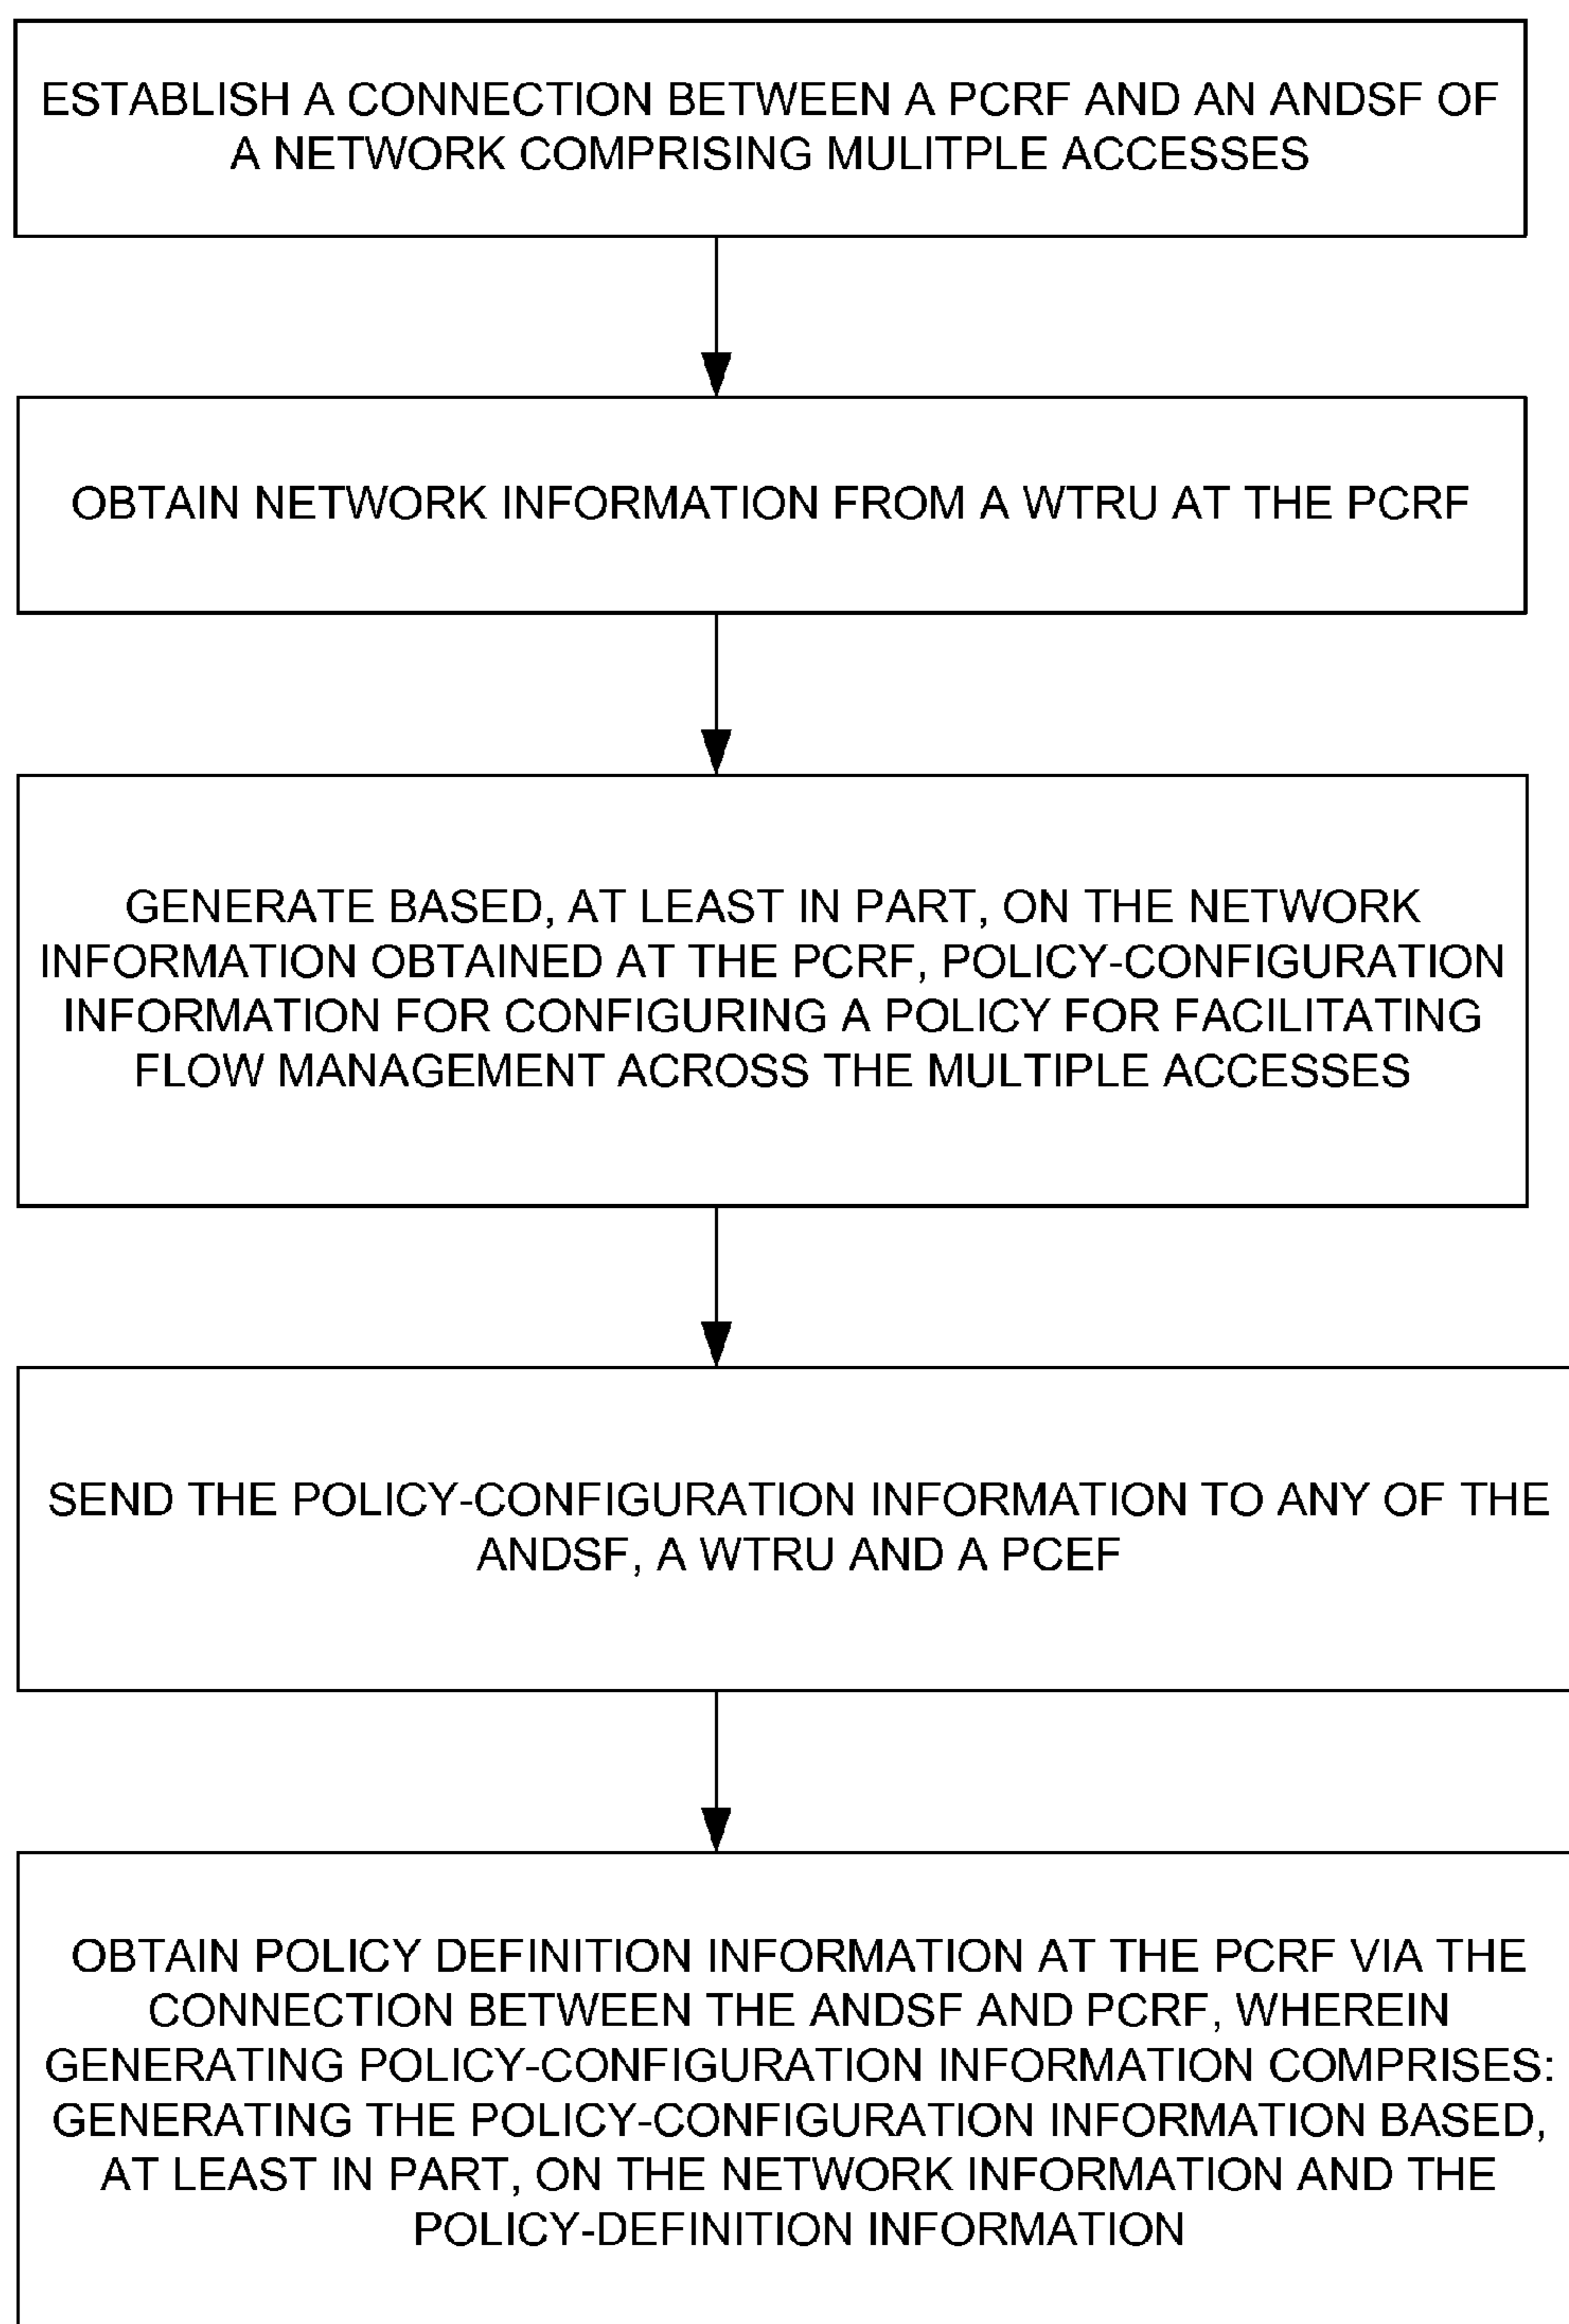 ESTABLISH A CONNECTION BETWEEN A PCRF AND AN ANDSF OF
A NETWORK COMPRISING MULITPLE ACCESSES
OBTAIN NETWORK INFORMATION FROM A WTRU AT THE PCRF
GENERATE BASED, AT LEAST IN PART, ON THE NETWORK
INFORMATION OBTAINED AT THE PCRF, POLICY-CONFIGURATION
INFORMATION FOR CONFIGURING A POLICY FOR FACILITATING
FLOW MANAGEMENT ACROSS THE MULTIPLE ACCESSES
SEND THE POLICY-CONFIGURATION INFORMATION TO ANY OF THE
ANDSF, A WTRU AND A PCEF
OBTAIN POLICY DEFINITION INFORMATION AT THE PCRF VIA THE
CONNECTION BETWEEN THE ANDSF AND PCRF, WHEREIN
GENERATING POLICY-CONFIGURATION INFORMATION COMPRISES:
GENERATING THE POLICY-CONFIGURATION INFORMATION BASED,
AT LEAST IN PART, ON THE NETWORK INFORMATION AND THE
POLICY-DEFINITION INFORMATION